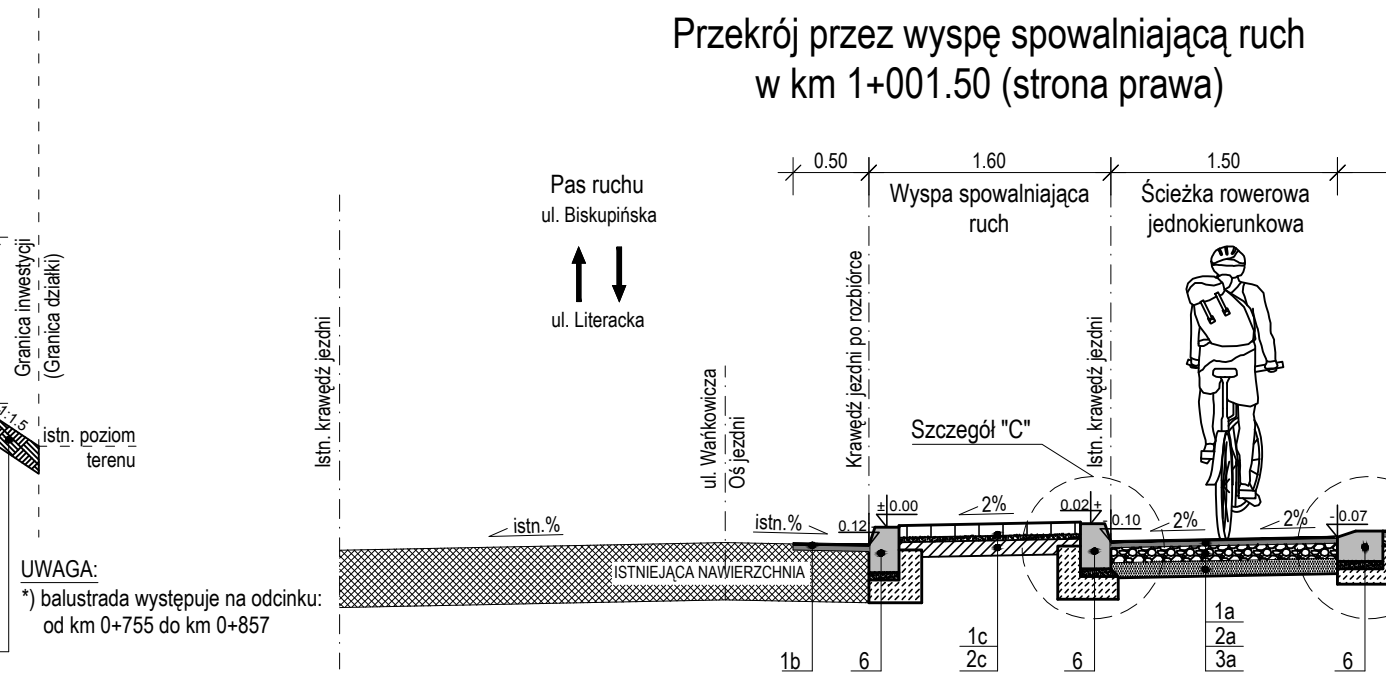 Przekrój przez wyspę spowalniającą ruch
w km 1+001.50 (strona prawa)
0.50
1.60
1.50
Pas ruchu
ul. Biskupińska
ul. Literacka
Wyspa spowalniająca
ruch
Ścieżka rowerowa
jednokierunkowa
Granica inwestycji
(Granica działki)
1:1.5
istn. poziom
terenu
Istn. krawędź jezdni
ul. Wańkowicza
Oś jezdni
Krawędź jezdni po rozbiórce
Istn. krawędź jezdni
Szczegół "C"
istn.%
istn.%
0.12
±0.00
2%
0.02 +
-0.10
2%
2%
-0.07
ISTNIEJĄCA NAWIERZCHNIA
UWAGA:
*) balustrada występuje na odcinku:
od km 0+755 do km 0+857
1b
6
1c
2c
6
1a
2a
3a
6